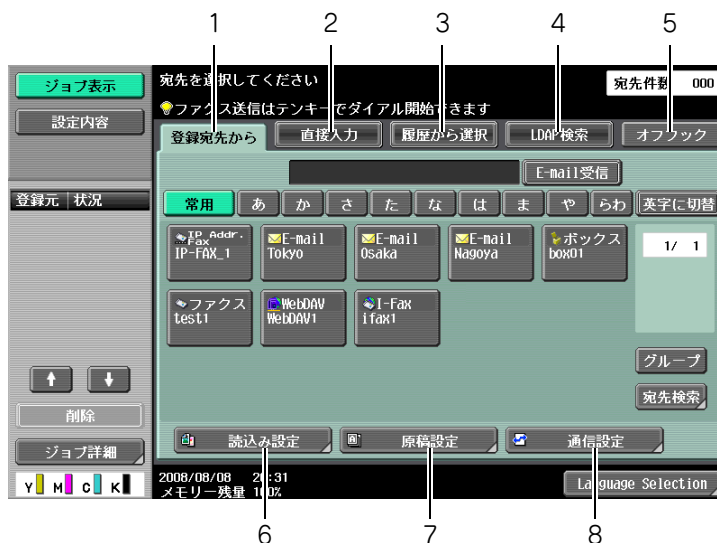 1 2 3 4 5
ジョブ表示
設定内容
宛先を選択してください
宛先件数 000
ファクス送信はテンキーでダイアル開始できます
登録宛先から 直接入力 履歴から選択 LDAP検索 オフフック
E-mail受信
登録元 状況
常用 あ か さ た な は ま や らわ 英字に切替
IP Addr. Fax IP-FAX_1
E-mail Tokyo
E-mail Osaka
E-mail Nagoya
ボックス box01
1/ 1
ファクス test1
WebDAV WebDAV1
I-Fax ifax1
グループ
宛先検索
削除
ジョブ詳細
読込み設定 原稿設定 通信設定
Y M C K
2008/08/08 20:31
メモリー残量 100%
Language Selection
6 7 8